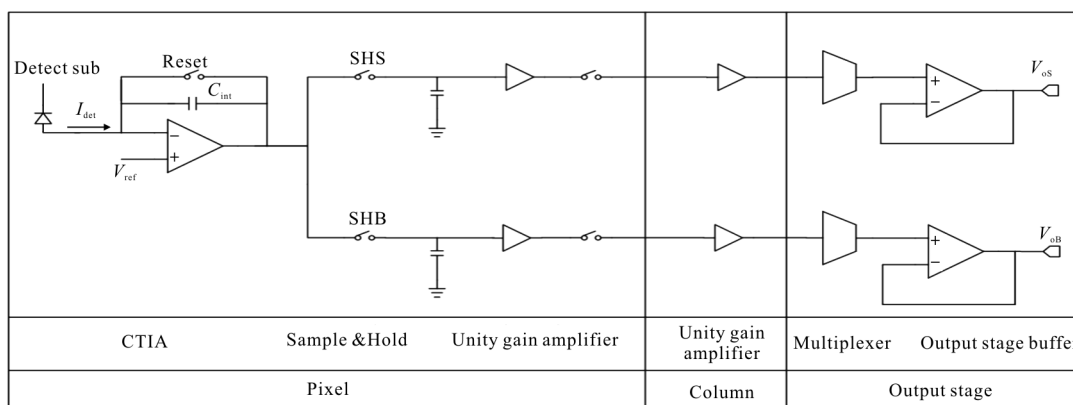 Detect sub
Reset
SHS
V_oS
C_int
I_det
−
+
V_ref
+
−
SHB
V_oB
+
−
CTIA
Sample &Hold
Unity gain amplifier
Unity gain
amplifier
Multiplexer
Output stage buffer
Pixel
Column
Output stage